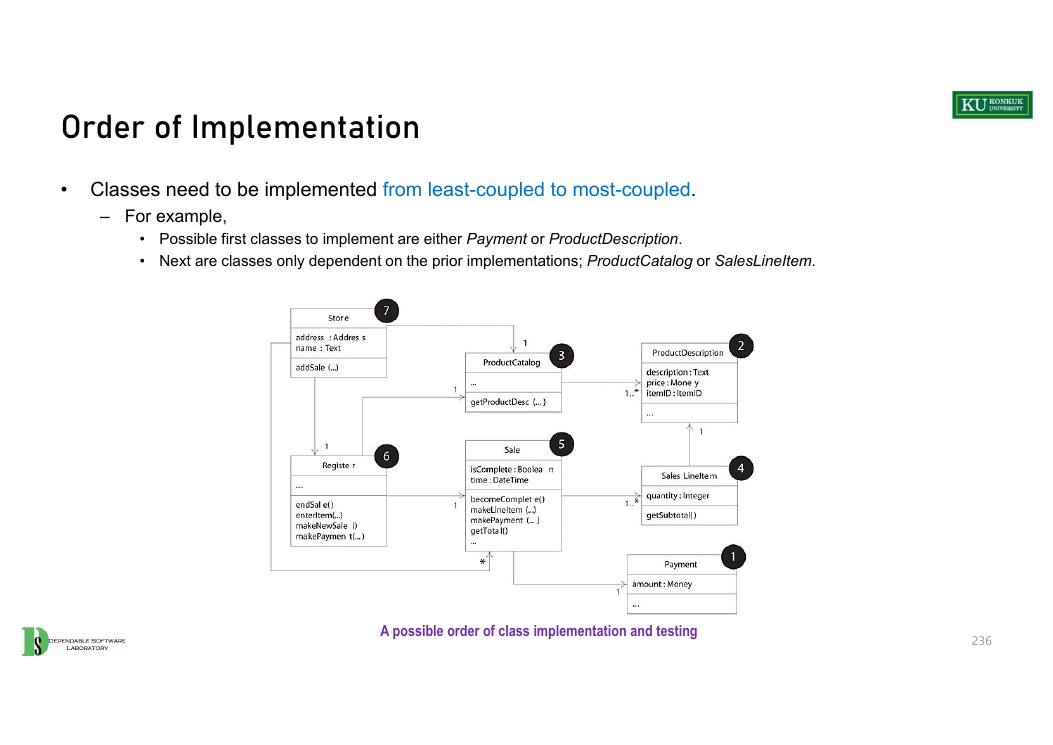 KU KONKUK
UNIVERSITY
Order of Implementation
• Classes need to be implemented from least-coupled to most-coupled.
– For example,
• Possible first classes to implement are either Payment or ProductDescription.
• Next are classes only dependent on the prior implementations; ProductCatalog or SalesLineItem.
7
Store
address : Addres s
name : Text
addSale (...)
1
3
ProductCatalog
...
getProductDesc (... )
1
2
ProductDescription
description : Text
price : Mone y
itemID : ItemID
...
1..*
1
1
6
Registe r
...
endSal e()
enterItem(...)
makeNewSale ()
makePaymen t(... )
1
5
Sale
isComplete : Boolea n
time : DateTime
becomeComplet e()
makeLineItem (...)
makePayment (... )
getTotal()
...
*
4
Sales LineItem
quantity : Integer
getSubtotal()
1..*
1
Payment
amount : Money
...
1
A possible order of class implementation and testing
DS DEPENDABLE SOFTWARE
LABORATORY
236